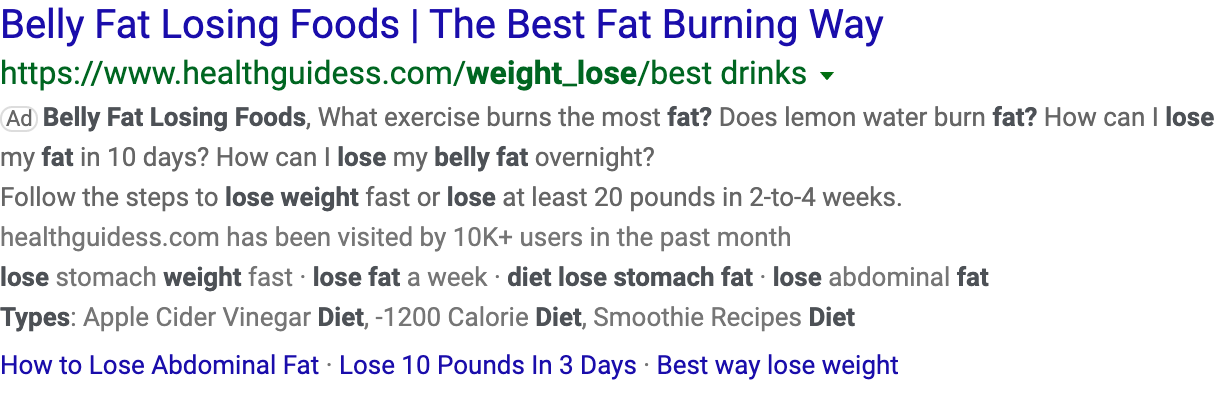 Belly Fat Losing Foods | The Best Fat Burning Way
https://www.healthguidess.com/weight_lose/best drinks
Ad Belly Fat Losing Foods, What exercise burns the most fat? Does lemon water burn fat? How can I lose
my fat in 10 days? How can I lose my belly fat overnight?
Follow the steps to lose weight fast or lose at least 20 pounds in 2-to-4 weeks.
healthguidess.com has been visited by 10K+ users in the past month
lose stomach weight fast · lose fat a week · diet lose stomach fat · lose abdominal fat
Types: Apple Cider Vinegar Diet, -1200 Calorie Diet, Smoothie Recipes Diet
How to Lose Abdominal Fat · Lose 10 Pounds In 3 Days · Best way lose weight